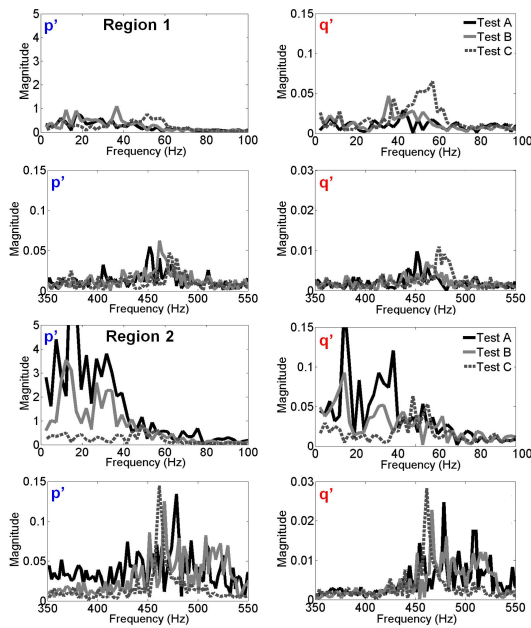 p’ Region 1
5
4
3
2
1
0
Magnitude
0 20 40 60 80 100
Frequency (Hz)
q’
Test A
Test B
Test C
0.15
0.1
0.05
0
Magnitude
0 20 40 60 80 100
Frequency (Hz)
p’
0.15
0.1
0.05
0
Magnitude
350 400 450 500 550
Frequency (Hz)
q’
0.03
0.02
0.01
0
Magnitude
350 400 450 500 550
Frequency (Hz)
p’ Region 2
5
4
3
2
1
0
Magnitude
0 20 40 60 80 100
Frequency (Hz)
q’
Test A
Test B
Test C
0.15
0.1
0.05
0
Magnitude
0 20 40 60 80 100
Frequency (Hz)
p’
0.15
0.1
0.05
0
Magnitude
350 400 450 500 550
Frequency (Hz)
q’
0.03
0.02
0.01
0
Magnitude
350 400 450 500 550
Frequency (Hz)